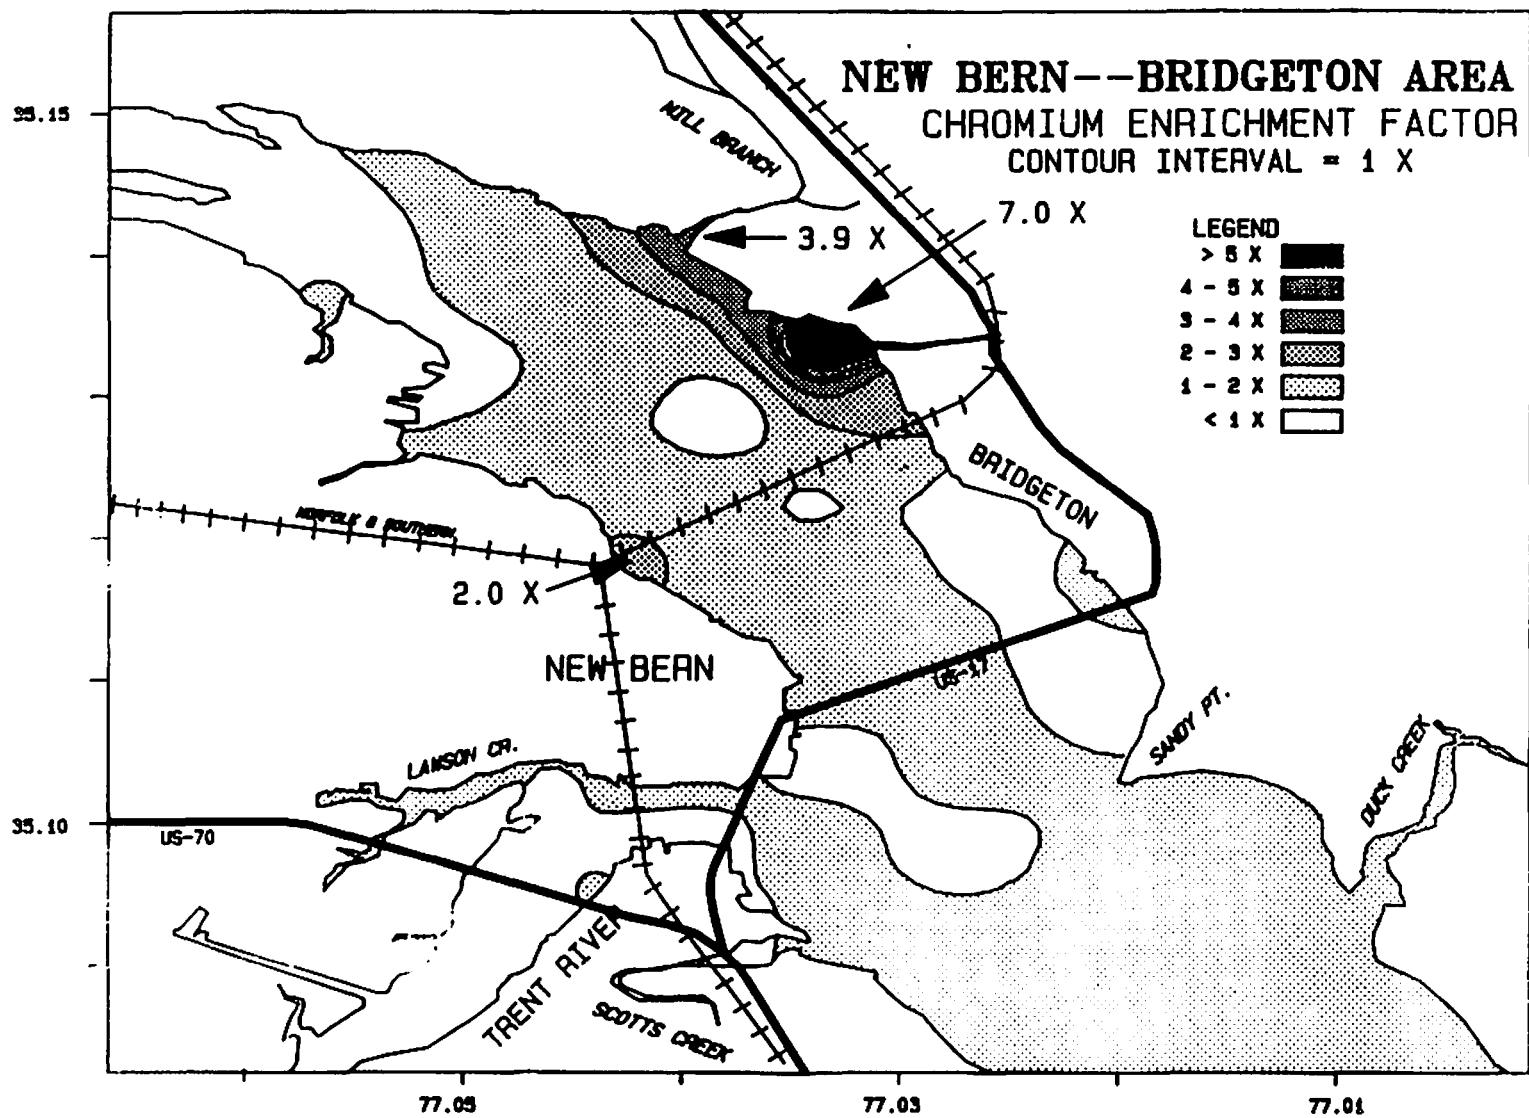 NEW BERN--BRIDGETON AREA
CHROMIUM ENRICHMENT FACTOR
CONTOUR INTERVAL = 1 X
35.15
MILL BRANCH
7.0 X
3.9 X
LEGEND
> 5 X
4 - 5 X
3 - 4 X
2 - 3 X
1 - 2 X
< 1 X
BRIDGETON
NORFOLK & SOUTHERN
2.0 X
NEW BERN
US-17
SANDY PT.
LAWSON CR.
DUCK CREEK
35.10
US-70
TRENT RIVER
SCOTTS CREEK
77.05
77.03
77.01